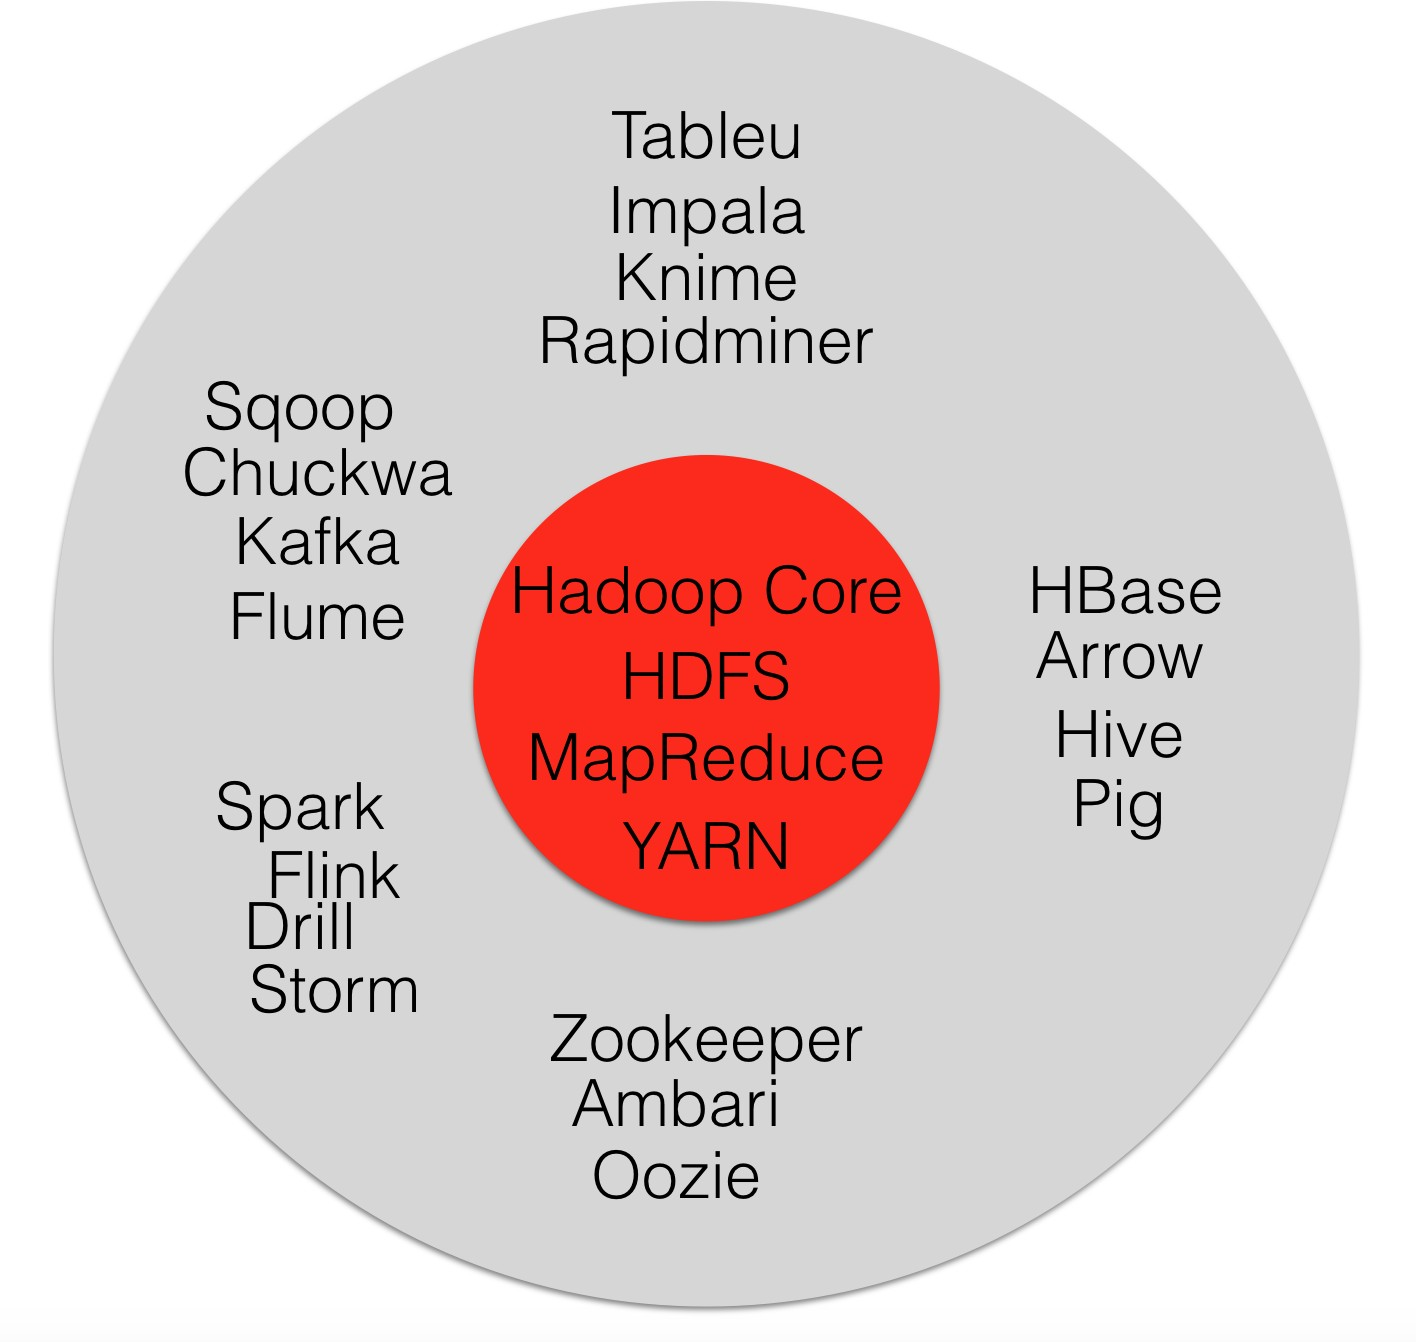 Tableu
Impala
Knime
Rapidminer
Sqoop
Chuckwa
Kafka
Flume
Hadoop Core
HDFS
MapReduce
YARN
HBase
Arrow
Hive
Pig
Spark
Flink
Drill
Storm
Zookeeper
Ambari
Oozie